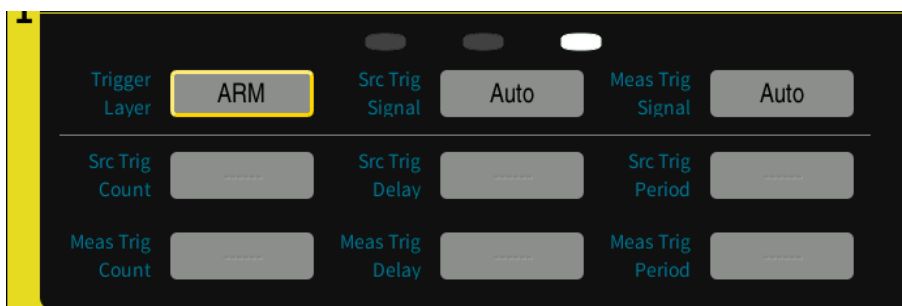 1
Trigger Layer ARM Src Trig Signal Auto Meas Trig Signal Auto
Src Trig Count ------ Src Trig Delay ------ Src Trig Period ------
Meas Trig Count ------ Meas Trig Delay ------ Meas Trig Period ------